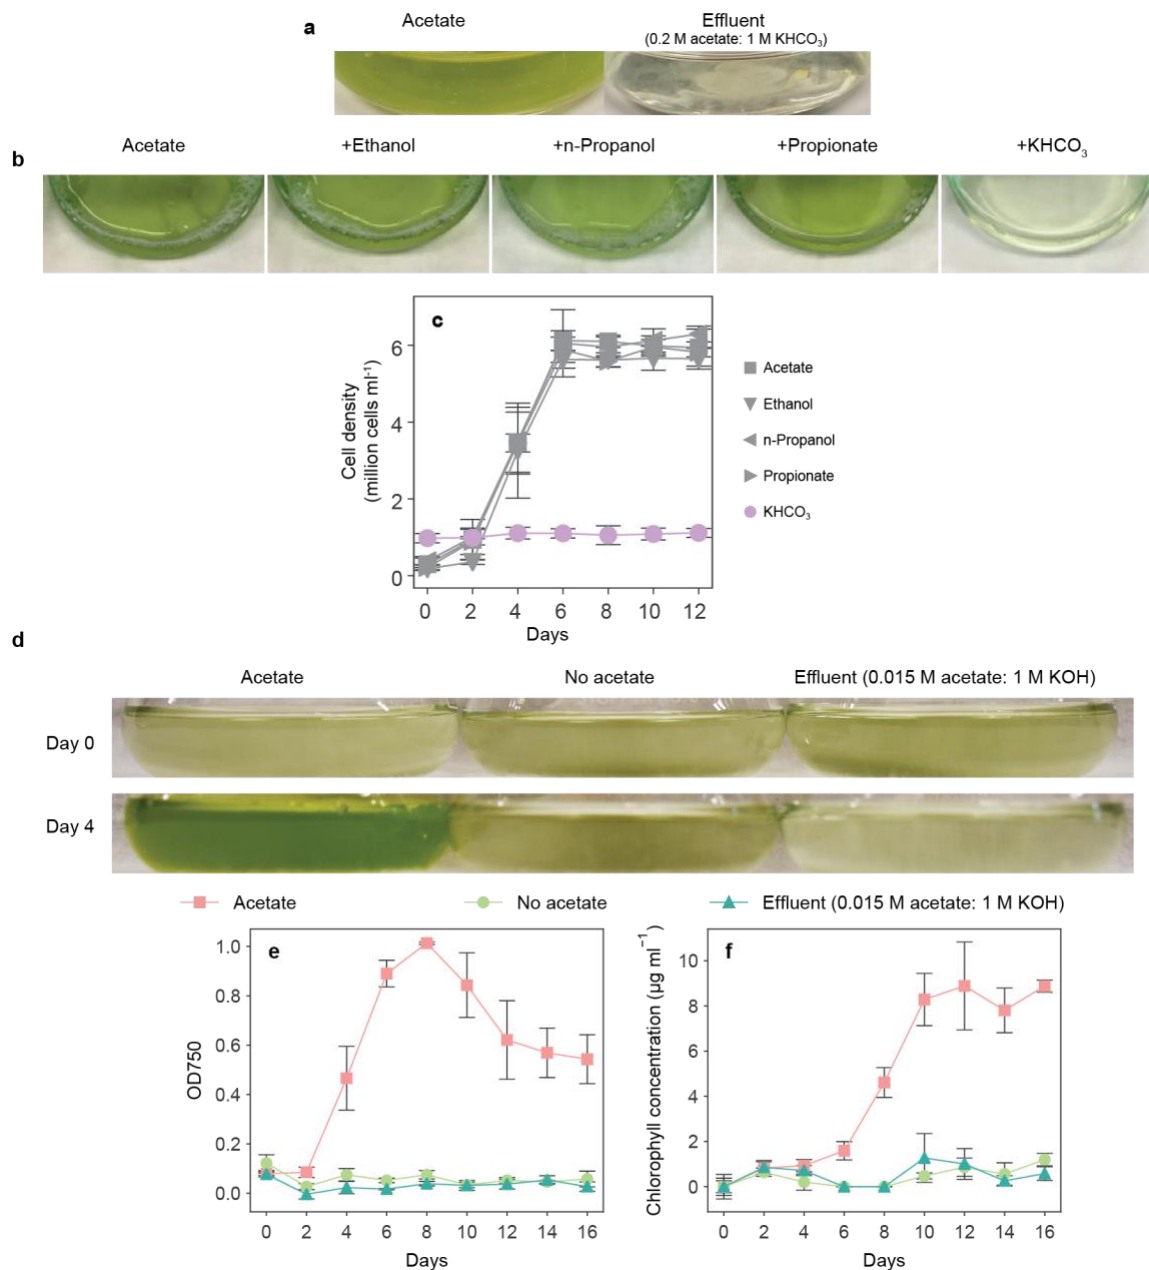 a
Acetate
Effluent
(0.2 M acetate: 1 M KHCO₃)
b
Acetate
+Ethanol
+n-Propanol
+Propionate
+KHCO₃
c
Cell density
(million cells ml⁻¹)
6
4
2
0
0 2 4 6 8 10 12
Days
Acetate
Ethanol
n-Propanol
Propionate
KHCO₃
d
Acetate
No acetate
Effluent (0.015 M acetate: 1 M KOH)
Day 0
Day 4
Acetate
No acetate
Effluent (0.015 M acetate: 1 M KOH)
e
OD750
1.0
0.8
0.6
0.4
0.2
0.0
0 2 4 6 8 10 12 14 16
Days
f
Chlorophyll concentration (µg ml⁻¹)
10
8
6
4
2
0
0 2 4 6 8 10 12 14 16
Days